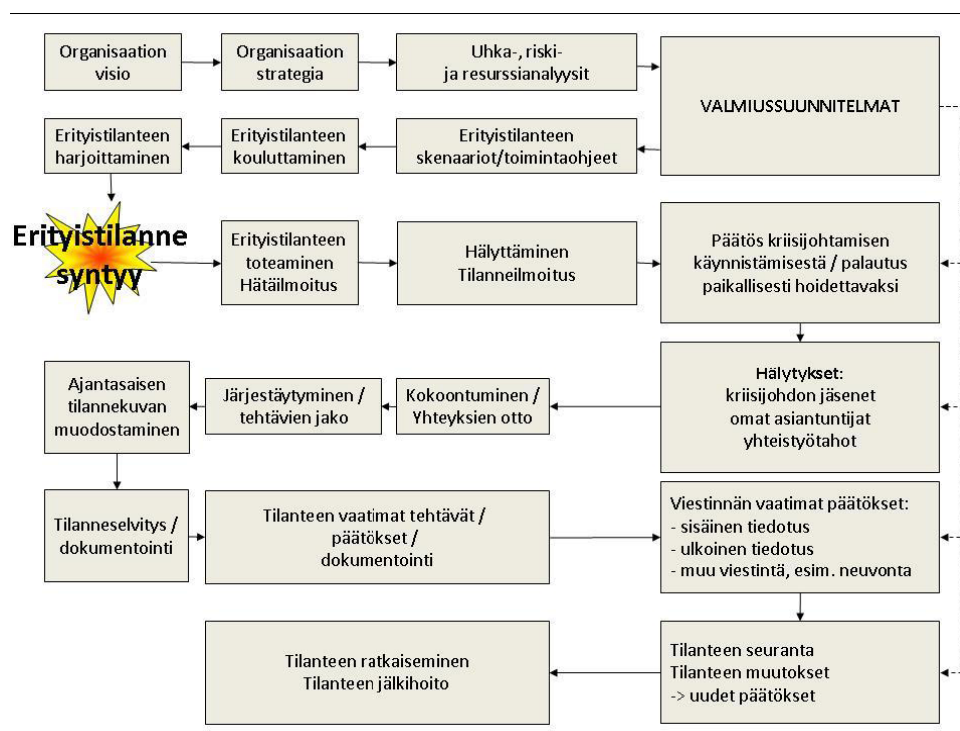 Organisaation
visio
Organisaation
strategia
Uhka-, riski-
ja resurssianalyysit
VALMIUSSUUNNITELMAT
Erityistilanteen
harjoittaminen
Erityistilanteen
kouluttaminen
Erityistilanteen
skenaariot/toimintaohjeet
Erityistilanne
syntyy
Erityistilanteen
toteaminen
Hätäilmoitus
Hälyttäminen
Tilanneilmoitus
Päätös kriisijohtamisen
käynnistämisestä / palautus
paikallisesti hoidettavaksi
Ajantasaisen
tilannekuvan
muodostaminen
Järjestäytyminen /
tehtävien jako
Kokoontuminen /
Yhteyksien otto
Hälytykset:
kriisijohdon jäsenet
omat asiantuntijat
yhteistyötahot
Tilanneselvitys /
dokumentointi
Tilanteen vaatimat tehtävät /
päätökset /
dokumentointi
Viestinnän vaatimat päätökset:
- sisäinen tiedotus
- ulkoinen tiedotus
- muu viestintä, esim. neuvonta
Tilanteen ratkaiseminen
Tilanteen jälkihoito
Tilanteen seuranta
Tilanteen muutokset
-> uudet päätökset